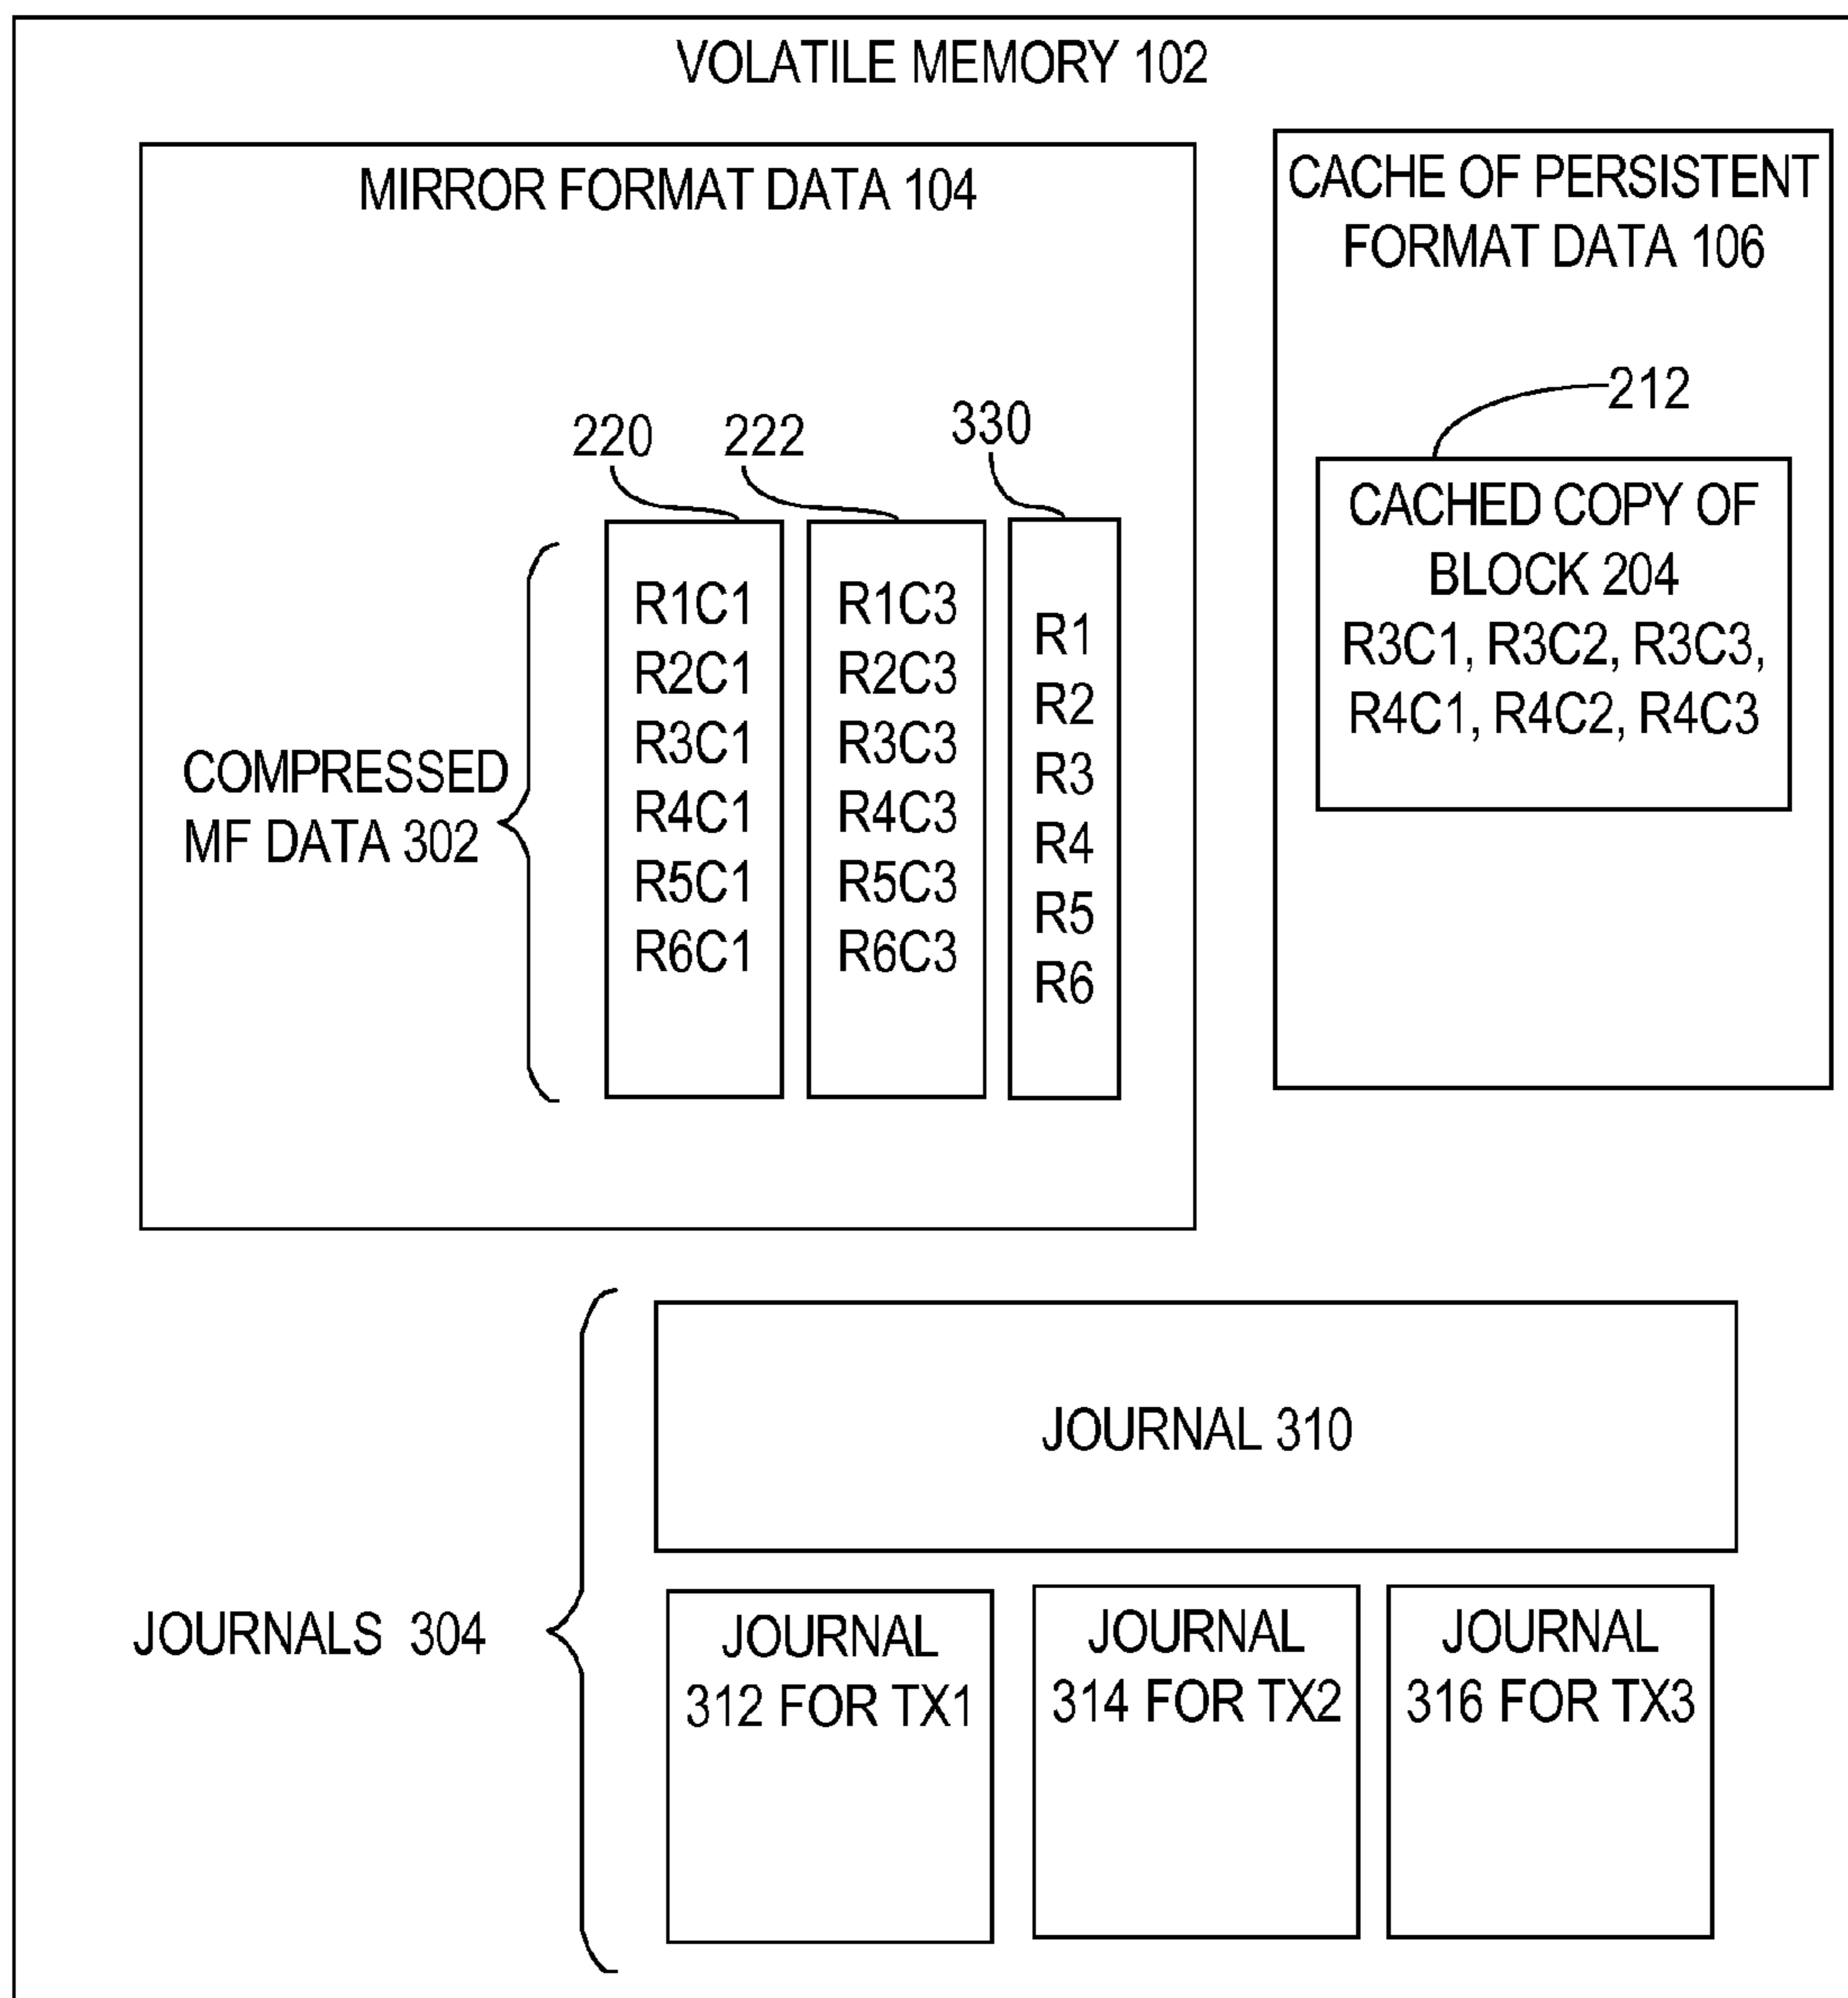 VOLATILE MEMORY 102
MIRROR FORMAT DATA 104
220
222
330
COMPRESSED
MF DATA 302
R1C1
R2C1
R3C1
R4C1
R5C1
R6C1
R1C3
R2C3
R3C3
R4C3
R5C3
R6C3
R1
R2
R3
R4
R5
R6
CACHE OF PERSISTENT
FORMAT DATA 106
212
CACHED COPY OF
BLOCK 204
R3C1, R3C2, R3C3,
R4C1, R4C2, R4C3
JOURNALS 304
JOURNAL 310
JOURNAL
312 FOR TX1
JOURNAL
314 FOR TX2
JOURNAL
316 FOR TX3